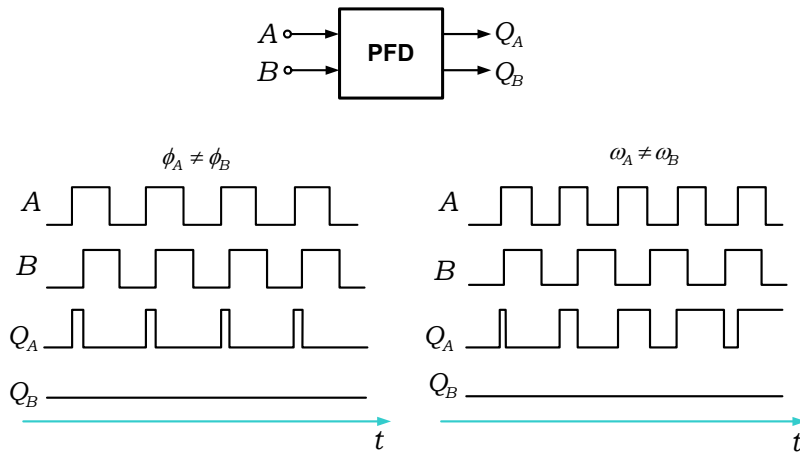 A
PFD
Q_A
B
Q_B
ϕ_A ≠ ϕ_B
A
B
Q_A
Q_B
t
ω_A ≠ ω_B
A
B
Q_A
Q_B
t